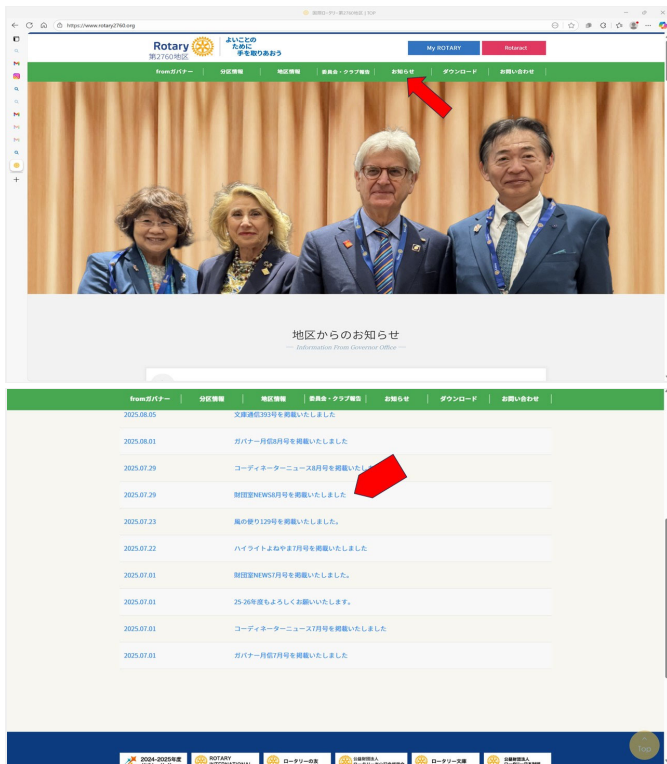 https://www.rotary2760.org
Rotary
第2760地区
よいことの
ために
手を取りあおう
My ROTARY
Rotaract
fromガバナー
分区情報
地区情報
委員会・クラブ報告
お知らせ
ダウンロード
お問い合わせ
地区からのお知らせ
Information From Governor Office
fromガバナー
分区情報
地区情報
委員会・クラブ報告
お知らせ
ダウンロード
お問い合わせ
2025.08.05 文庫通信393号を掲載いたしました
2025.08.01 ガバナー月信8月号を掲載いたしました
2025.07.29 コーディネーターニュース8月号を掲載いたし
2025.07.29 財団室NEWS8月号を掲載いたしました
2025.07.23 風の便り129号を掲載いたしました。
2025.07.22 ハイライトよねやま7月号を掲載いたしました
2025.07.01 財団室NEWS7月号を掲載いたしました。
2025.07.01 25-26年度もよろしくお願いいたします。
2025.07.01 コーディネーターニュース7月号を掲載いたしました
2025.07.01 ガバナー月信7月号を掲載いたしました
Top
2024-2025年度
ROTARY
ロータリーの友
公益財団法人
ロータリー文庫
公益財団法人